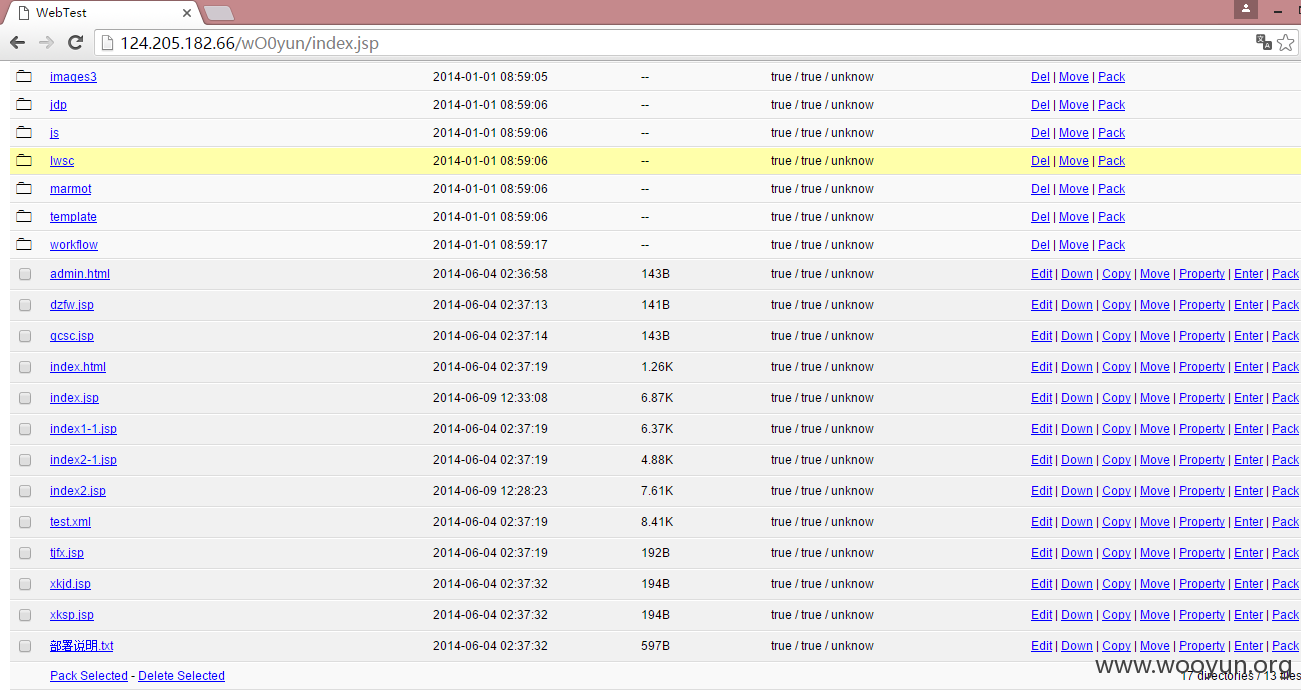 WebTest
124.205.182.66/wO0yun/index.jsp
images3 2014-01-01 08:59:05 -- true / true / unknow Del | Move | Pack
jdp 2014-01-01 08:59:06 -- true / true / unknow Del | Move | Pack
js 2014-01-01 08:59:06 -- true / true / unknow Del | Move | Pack
lwsc 2014-01-01 08:59:06 -- true / true / unknow Del | Move | Pack
marmot 2014-01-01 08:59:06 -- true / true / unknow Del | Move | Pack
template 2014-01-01 08:59:06 -- true / true / unknow Del | Move | Pack
workflow 2014-01-01 08:59:17 -- true / true / unknow Del | Move | Pack
admin.html 2014-06-04 02:36:58 143B true / true / unknow Edit | Down | Copy | Move | Property | Enter | Pack
dzfw.jsp 2014-06-04 02:37:13 141B true / true / unknow Edit | Down | Copy | Move | Property | Enter | Pack
gcsc.jsp 2014-06-04 02:37:14 143B true / true / unknow Edit | Down | Copy | Move | Property | Enter | Pack
index.html 2014-06-04 02:37:19 1.26K true / true / unknow Edit | Down | Copy | Move | Property | Enter | Pack
index.jsp 2014-06-09 12:33:08 6.87K true / true / unknow Edit | Down | Copy | Move | Property | Enter | Pack
index1-1.jsp 2014-06-04 02:37:19 6.37K true / true / unknow Edit | Down | Copy | Move | Property | Enter | Pack
index2-1.jsp 2014-06-04 02:37:19 4.88K true / true / unknow Edit | Down | Copy | Move | Property | Enter | Pack
index2.jsp 2014-06-09 12:28:23 7.61K true / true / unknow Edit | Down | Copy | Move | Property | Enter | Pack
test.xml 2014-06-04 02:37:19 8.41K true / true / unknow Edit | Down | Copy | Move | Property | Enter | Pack
tjfx.jsp 2014-06-04 02:37:19 192B true / true / unknow Edit | Down | Copy | Move | Property | Enter | Pack
xkjd.jsp 2014-06-04 02:37:32 194B true / true / unknow Edit | Down | Copy | Move | Property | Enter | Pack
xksp.jsp 2014-06-04 02:37:32 194B true / true / unknow Edit | Down | Copy | Move | Property | Enter | Pack
部署说明.txt 2014-06-04 02:37:32 597B true / true / unknow Edit | Down | Copy | Move | Property | Enter | Pack
Pack Selected - Delete Selected 17 directories / 13 files
www.wooyun.org